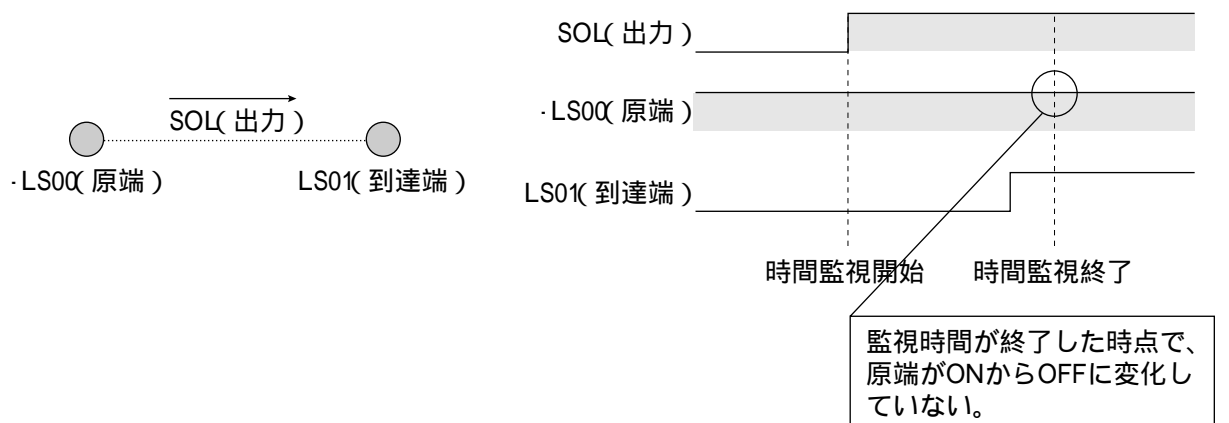 SOL(出力)
・LS00(原端)
LS01(到達端)
SOL(出力)
・LS00(原端)
LS01(到達端)
時間監視開始
時間監視終了
監視時間が終了した時点で、
原端がONからOFFに変化し
ていない。